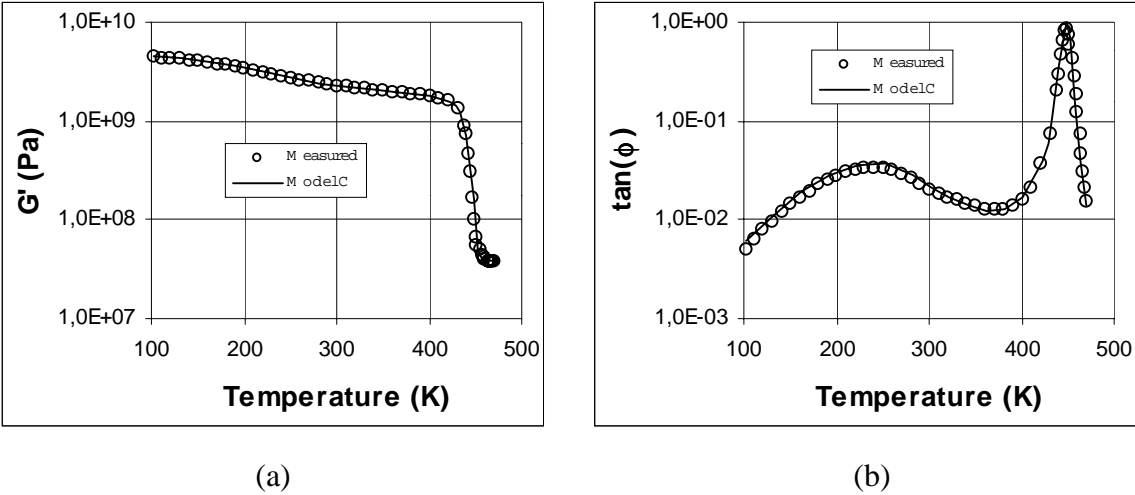 1,0E+10
1,0E+09
1,0E+08
1,0E+07
G' (Pa)
M easured
M odelC
100 200 300 400 500
Temperature (K)
(a)
1,0E+00
1,0E-01
1,0E-02
1,0E-03
tan(ϕ)
M easured
M odelC
100 200 300 400 500
Temperature (K)
(b)